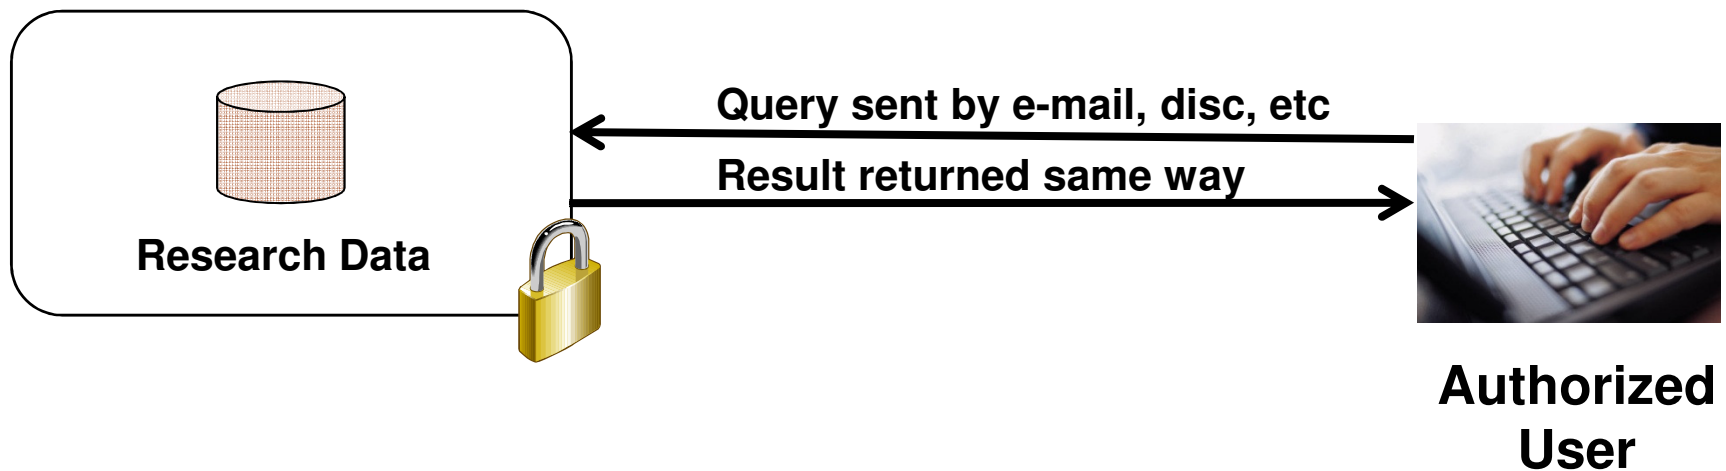 Query sent by e-mail, disc, etc
Result returned same way
Research Data
Authorized
User